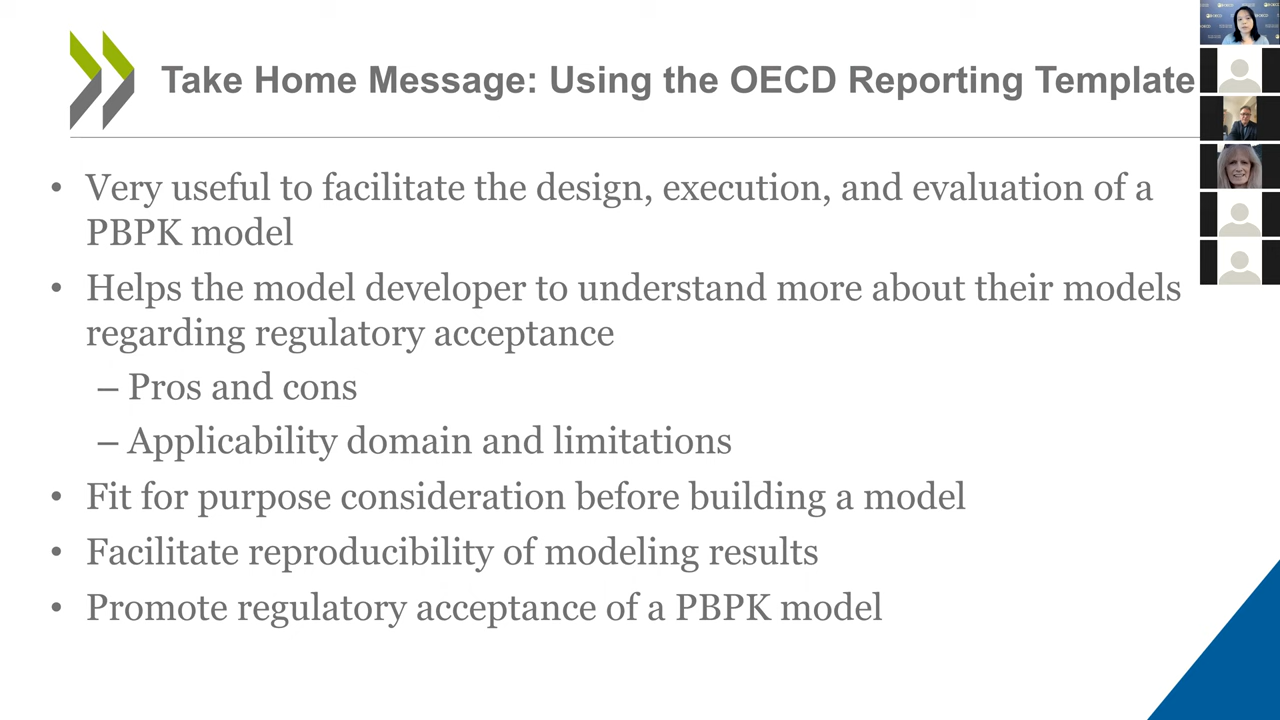 Take Home Message: Using the OECD Reporting Template
• Very useful to facilitate the design, execution, and evaluation of a
PBPK model
• Helps the model developer to understand more about their models
regarding regulatory acceptance
– Pros and cons
– Applicability domain and limitations
• Fit for purpose consideration before building a model
• Facilitate reproducibility of modeling results
• Promote regulatory acceptance of a PBPK model